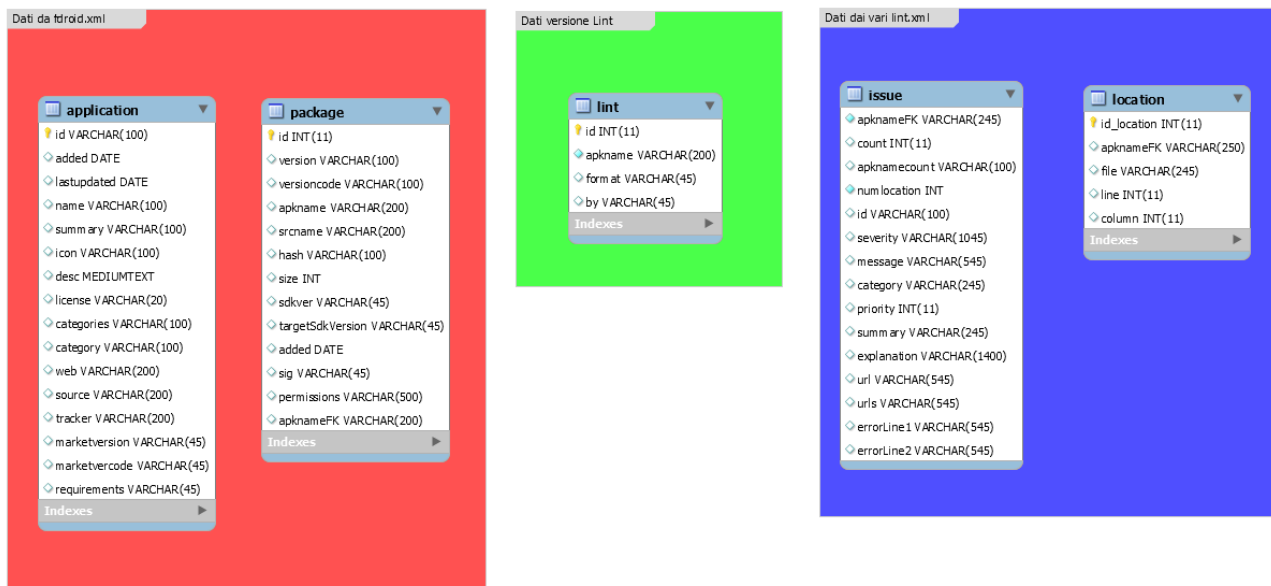 Dati da fdroid.xml
application
id VARCHAR(100)
added DATE
lastupdated DATE
name VARCHAR(100)
summary VARCHAR(100)
icon VARCHAR(100)
desc MEDIUMTEXT
license VARCHAR(20)
categories VARCHAR(100)
category VARCHAR(100)
web VARCHAR(200)
source VARCHAR(200)
tracker VARCHAR(200)
marketversion VARCHAR(45)
marketvercode VARCHAR(45)
requirements VARCHAR(45)
Indexes
package
id INT(11)
version VARCHAR(100)
versioncode VARCHAR(100)
apkname VARCHAR(200)
srcname VARCHAR(200)
hash VARCHAR(100)
size INT
sdkver VARCHAR(45)
targetSdkVersion VARCHAR(45)
added DATE
sig VARCHAR(45)
permissions VARCHAR(500)
apknameFK VARCHAR(200)
Indexes
Dati versione Lint
lint
id INT(11)
apkname VARCHAR(200)
format VARCHAR(45)
by VARCHAR(45)
Indexes
Dati dai vari lint.xml
issue
apknameFK VARCHAR(245)
count INT(11)
apknamecount VARCHAR(100)
numlocation INT
id VARCHAR(100)
severity VARCHAR(1045)
message VARCHAR(545)
category VARCHAR(245)
priority INT(11)
summary VARCHAR(245)
explanation VARCHAR(1400)
url VARCHAR(545)
urls VARCHAR(545)
errorLine1 VARCHAR(545)
errorLine2 VARCHAR(545)
location
id_location INT(11)
apknameFK VARCHAR(250)
file VARCHAR(245)
line INT(11)
column INT(11)
Indexes